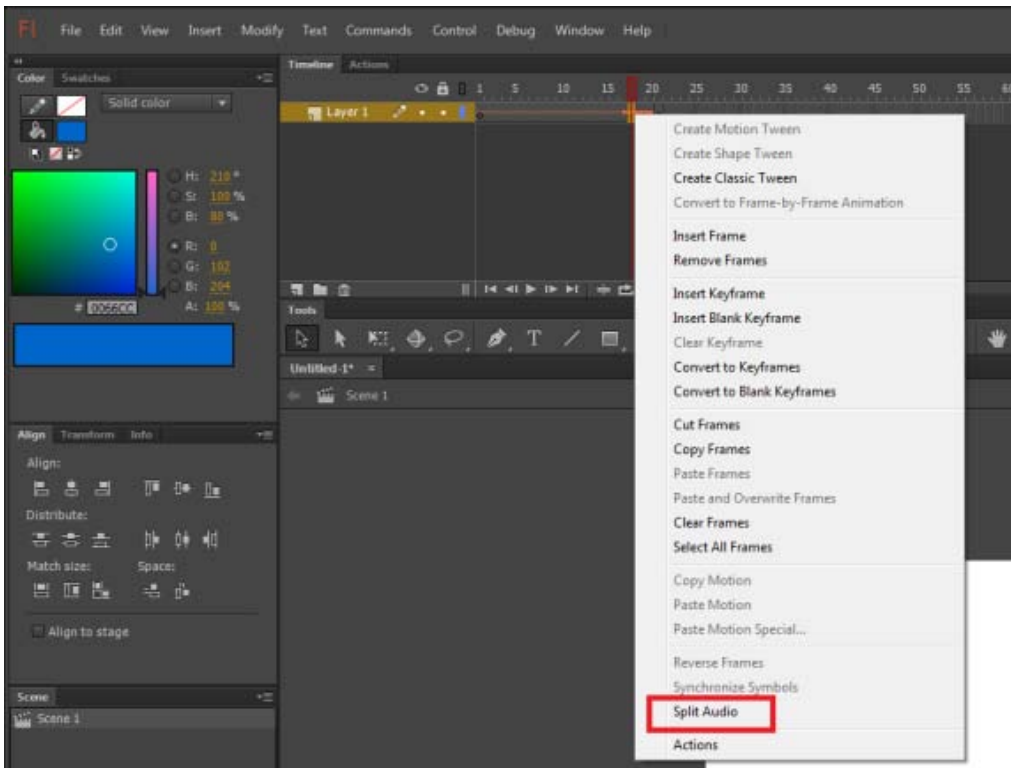 Fl File Edit View Insert Modify Text Commands Control Debug Window Help
Color Swatches
Solid color
H: 210 °
S: 100 %
B: 80 %
R: 0
G: 102
B: 204
# 0066CC A: 100 %
Align Transform Info
Align:
Distribute:
Match size: Space:
Align to stage
Scene
Scene 1
Timeline Actions
1 5 10 15 20 25 30 35 40 45 50 55
Layer 1
Tools
Untitled-1*
Scene 1
Create Motion Tween
Create Shape Tween
Create Classic Tween
Convert to Frame-by-Frame Animation
Insert Frame
Remove Frames
Insert Keyframe
Insert Blank Keyframe
Clear Keyframe
Convert to Keyframes
Convert to Blank Keyframes
Cut Frames
Copy Frames
Paste Frames
Paste and Overwrite Frames
Clear Frames
Select All Frames
Copy Motion
Paste Motion
Paste Motion Special...
Reverse Frames
Synchronize Symbols
Split Audio
Actions